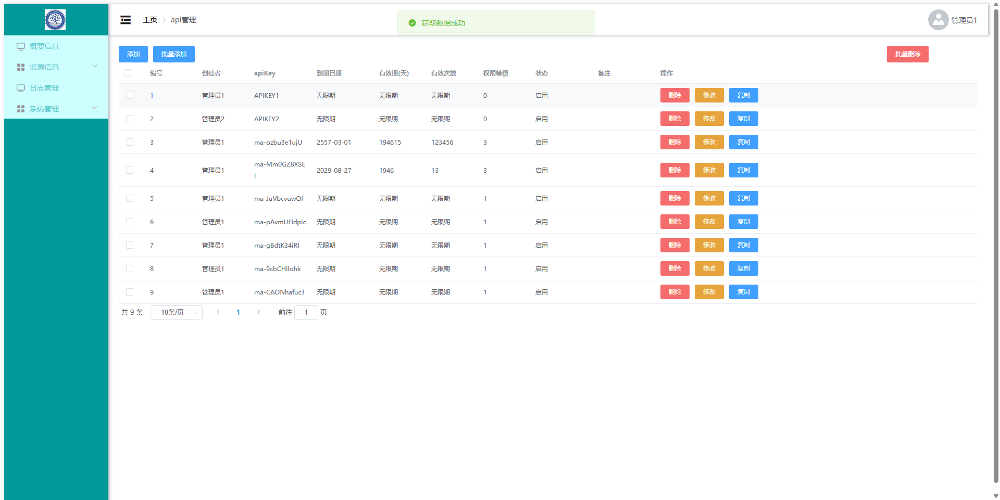 主页 api管理
获取数据成功
管理员1
概要信息
监测信息
日志管理
系统管理
添加 批量添加 批量删除
编号 创建者 apiKey 到期日期 有效期(天) 有效次数 权限等级 状态 备注 操作
1 管理员1 APIKEY1 无限期 无限期 无限期 0 启用 删除 修改 复制
2 管理员2 APIKEY2 无限期 无限期 无限期 0 启用 删除 修改 复制
3 管理员1 ma-ozbu3e1ujU 2557-03-01 194615 123456 3 启用 删除 修改 复制
4 管理员1 ma-Mm0GZ8XSE 2029-08-27 1946 13 3 启用 删除 修改 复制
l
5 管理员1 ma-JuVbcvuwQf 无限期 无限期 无限期 1 启用 删除 修改 复制
6 管理员1 ma-pAvmUHdpIc 无限期 无限期 无限期 1 启用 删除 修改 复制
7 管理员1 ma-gBdtK34iRI 无限期 无限期 无限期 1 启用 删除 修改 复制
8 管理员1 ma-9cbCHIlohk 无限期 无限期 无限期 1 启用 删除 修改 复制
9 管理员1 ma-CAONhafucJ 无限期 无限期 无限期 1 启用 删除 修改 复制
共 9 条 10条/页 1 前往 1 页